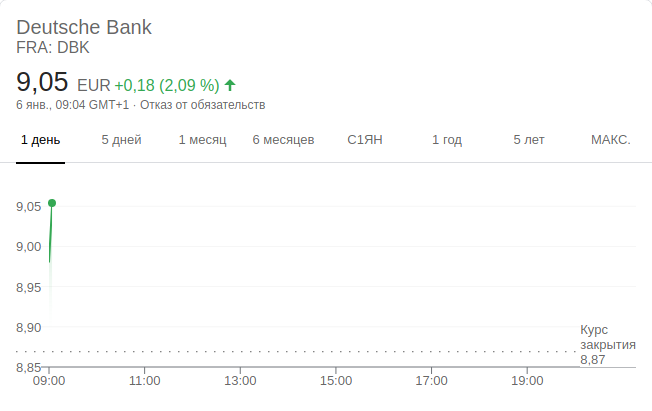 Deutsche Bank
FRA: DBK
9,05 EUR +0,18 (2,09 %)
6 янв., 09:04 GMT+1 · Отказ от обязательств
1 день 5 дней 1 месяц 6 месяцев С1ЯН 1 год 5 лет МАКС.
9,05
9,00
8,95
8,90
Курс
закрытия
8,87
8,85
09:00 11:00 13:00 15:00 17:00 19:00